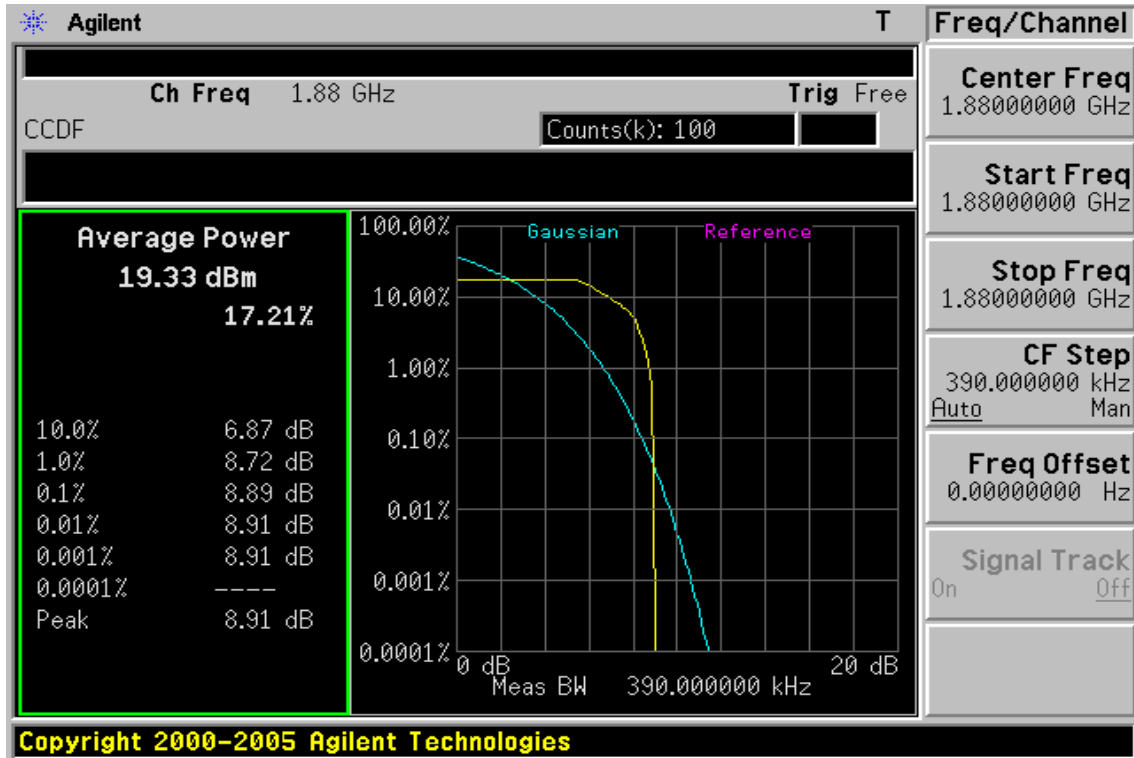 Agilent T
Ch Freq 1.88 GHz Trig Free
CCDF Counts(k): 100
Average Power
19.33 dBm
17.21%
10.0% 6.87 dB
1.0% 8.72 dB
0.1% 8.89 dB
0.01% 8.91 dB
0.001% 8.91 dB
0.0001% ----
Peak 8.91 dB
Gaussian Reference
100.00%
10.00%
1.00%
0.10%
0.01%
0.001%
0.0001%
0 dB 20 dB
Meas BW 390.000000 kHz
Freq/Channel
Center Freq
1.88000000 GHz
Start Freq
1.88000000 GHz
Stop Freq
1.88000000 GHz
CF Step
390.000000 kHz
Auto Man
Freq Offset
0.00000000 Hz
Signal Track
On Off
Copyright 2000-2005 Agilent Technologies